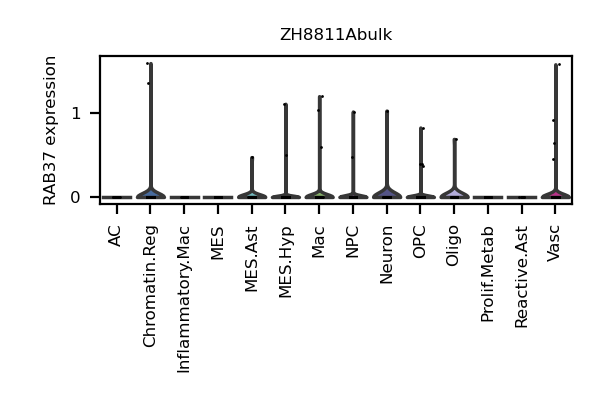 ZH8811Abulk
RAB37 expression
1
0
AC
Chromatin.Reg
Inflammatory.Mac
MES
MES.Ast
MES.Hyp
Mac
NPC
Neuron
OPC
Oligo
Prolif.Metab
Reactive.Ast
Vasc